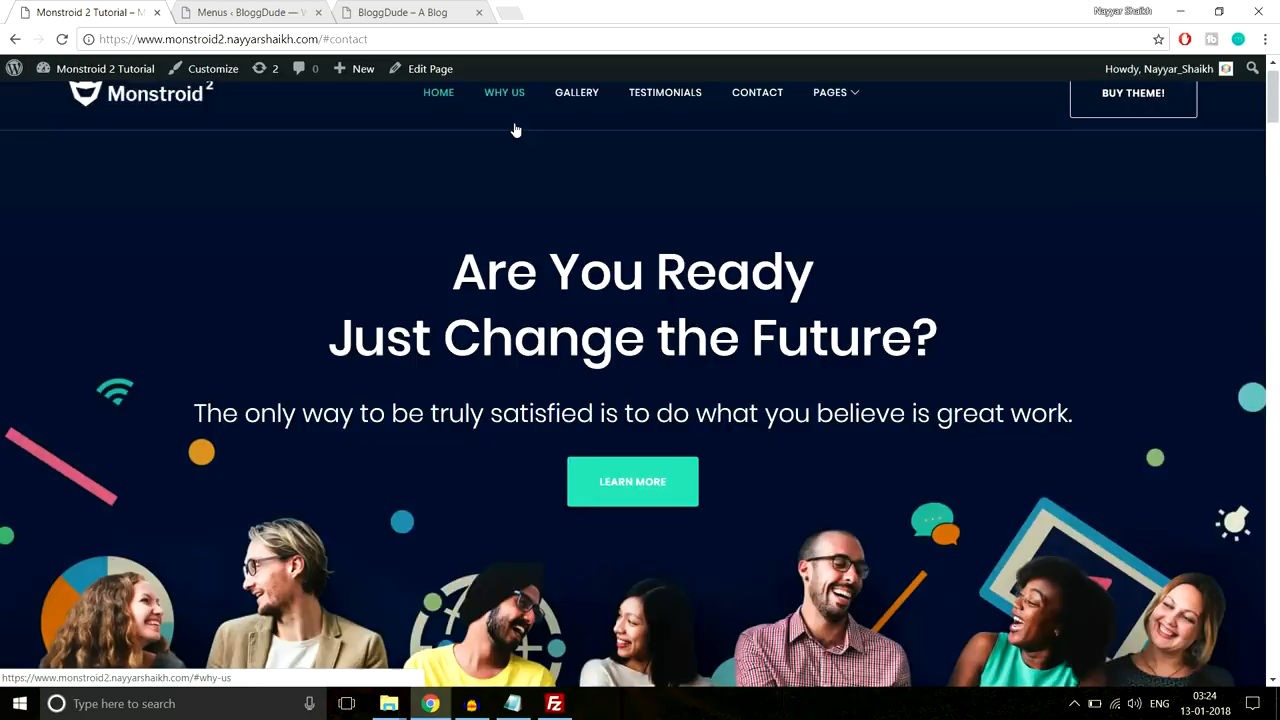 Monstroid 2 Tutorial – M
Menus ‹ BloggDude — W
BloggDude – A Blog
Nayyar Shaikh
https://www.monstroid2.nayyarshaikh.com/#contact
Monstroid 2 Tutorial
Customize
2
0
New
Edit Page
Howdy, Nayyar_Shaikh
Monstroid 2
HOME
WHY US
GALLERY
TESTIMONIALS
CONTACT
PAGES
BUY THEME!
Are You Ready
Just Change the Future?
The only way to be truly satisfied is to do what you believe is great work.
LEARN MORE
https://www.monstroid2.nayyarshaikh.com/#why-us
Type here to search
ENG
03:24
13-01-2018